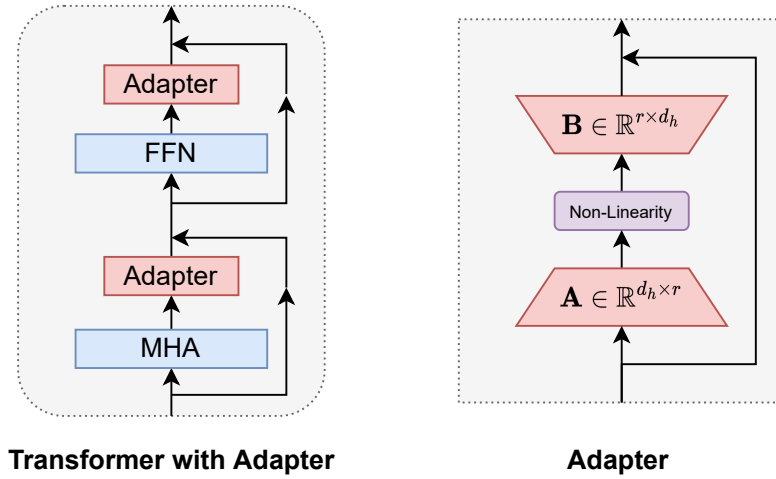 Adapter
FFN
Adapter
MHA
Transformer with Adapter
𝐁 ∈ ℝ^{r×d_h}
Non-Linearity
𝐀 ∈ ℝ^{d_h×r}
Adapter